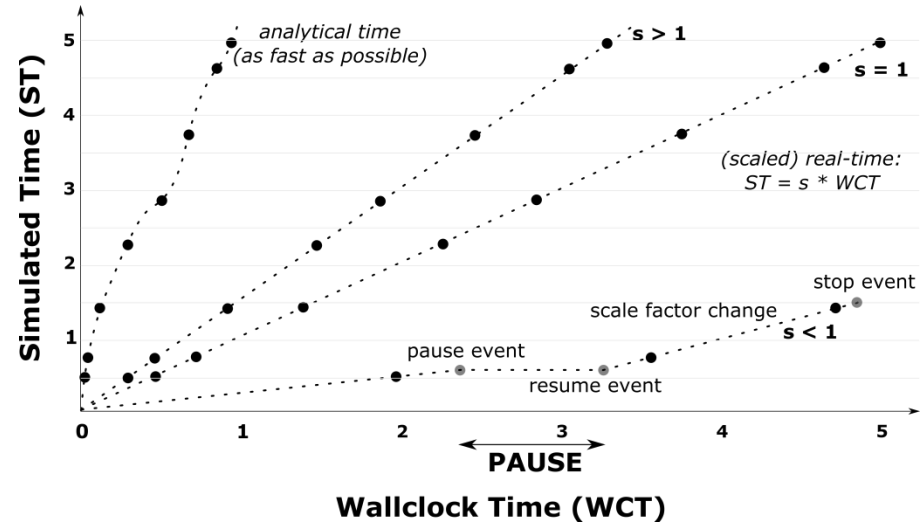 Simulated Time (ST)
5
4
3
2
1
analytical time
(as fast as possible)
s > 1
s = 1
(scaled) real-time:
ST = s * WCT
stop event
scale factor change
s < 1
pause event
resume event
0
1
2
3
4
5
PAUSE
Wallclock Time (WCT)